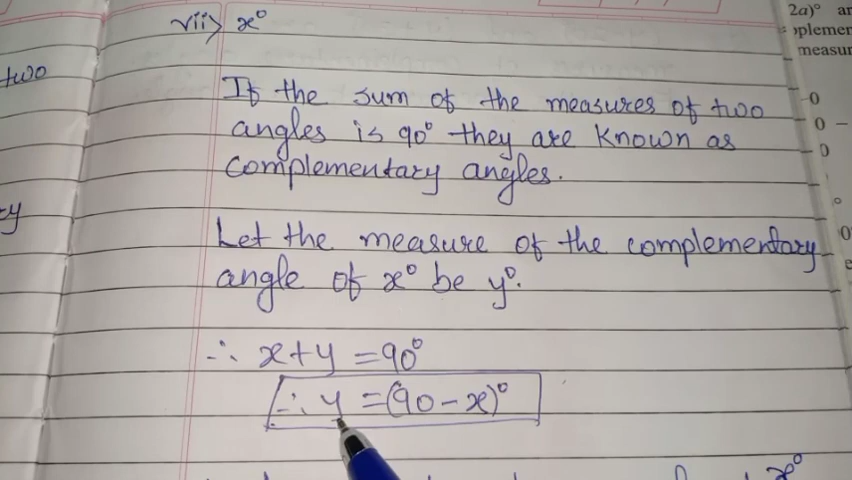 vii> x°
two
If the sum of the measures of two
angles is 90° they are known as
complementary angles.
Let the measure of the complementary
angle of x° be y°.
∴ x+y = 90°
∴ y = (90-x)°
x°
2a)° ar
measur